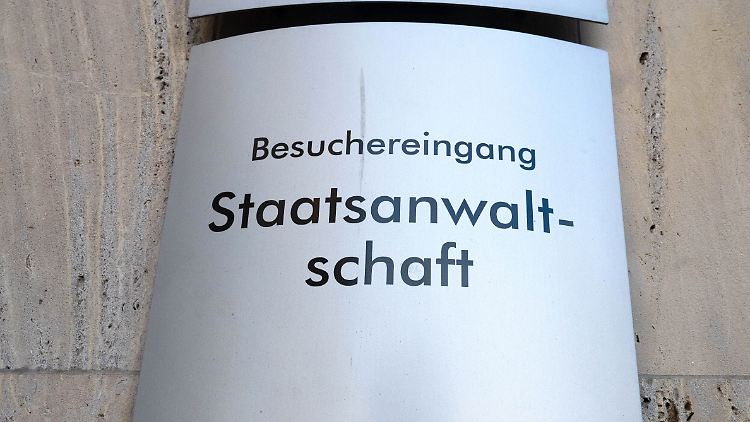 Besuchereingang
Staatsanwalt-
schaft